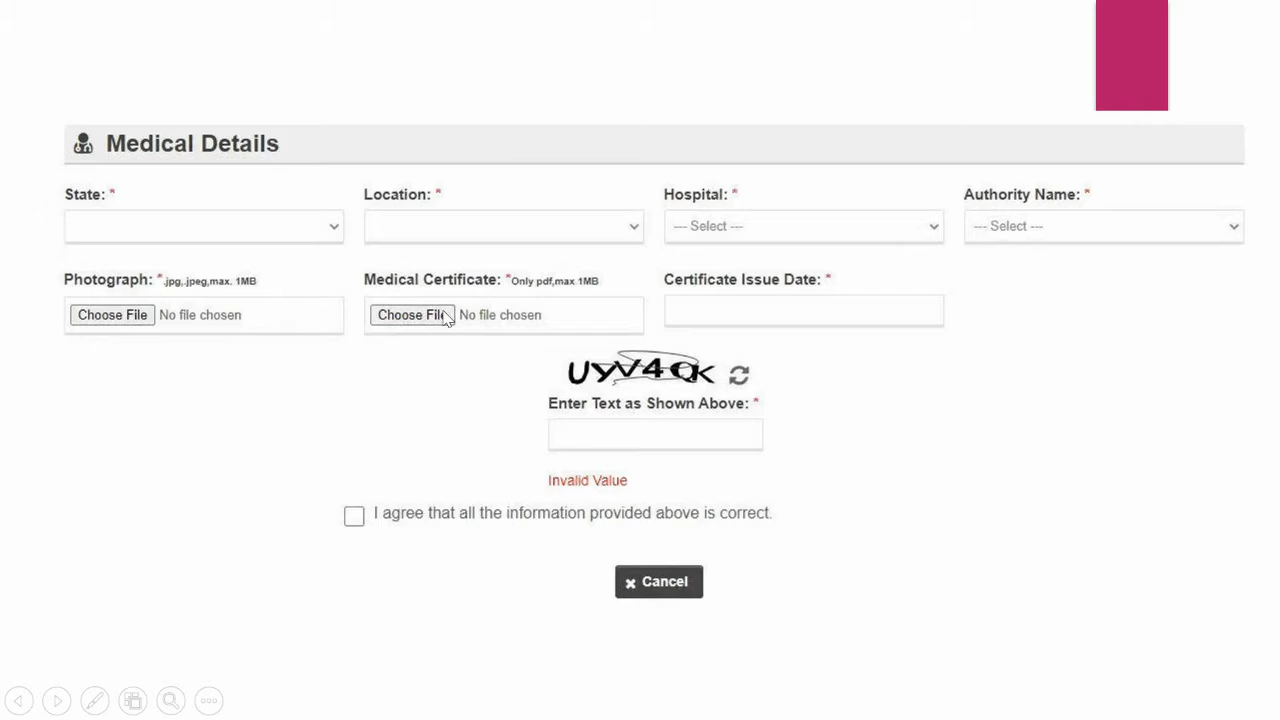 Medical Details
State: * Location: * Hospital: * Authority Name: *
--- Select --- --- Select ---
Photograph: *.jpg,.jpeg,max. 1MB Medical Certificate: *Only pdf,max 1MB Certificate Issue Date: *
Choose File No file chosen Choose File No file chosen
UyV4QK
Enter Text as Shown Above: *
Invalid Value
I agree that all the information provided above is correct.
Cancel